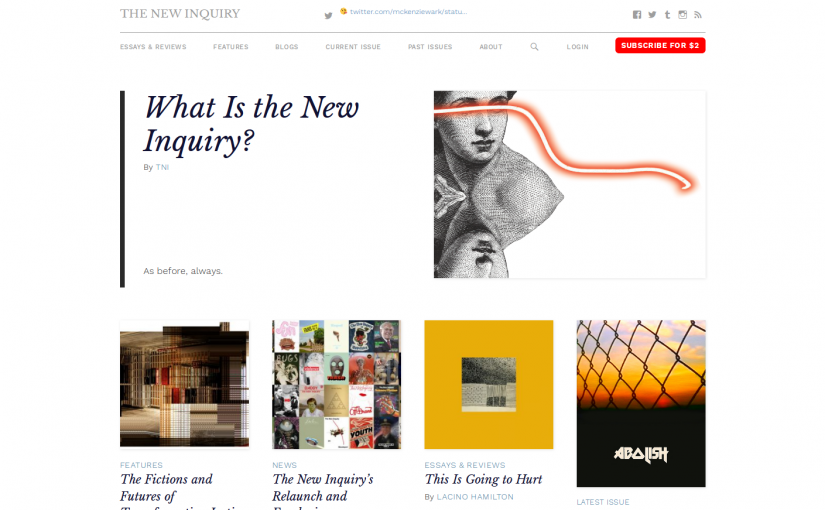 THE NEW INQUIRY
twitter.com/mckenziewark/statu...
ESSAYS & REVIEWS FEATURES BLOGS CURRENT ISSUE PAST ISSUES ABOUT LOGIN SUBSCRIBE FOR $2
What Is the New
Inquiry?
By TNI
As before, always.
FEATURES
The Fictions and
Futures of
NEWS
The New Inquiry's
Relaunch and
ESSAYS & REVIEWS
This Is Going to Hurt
By LACINO HAMILTON
ABOLISH
LATEST ISSUE